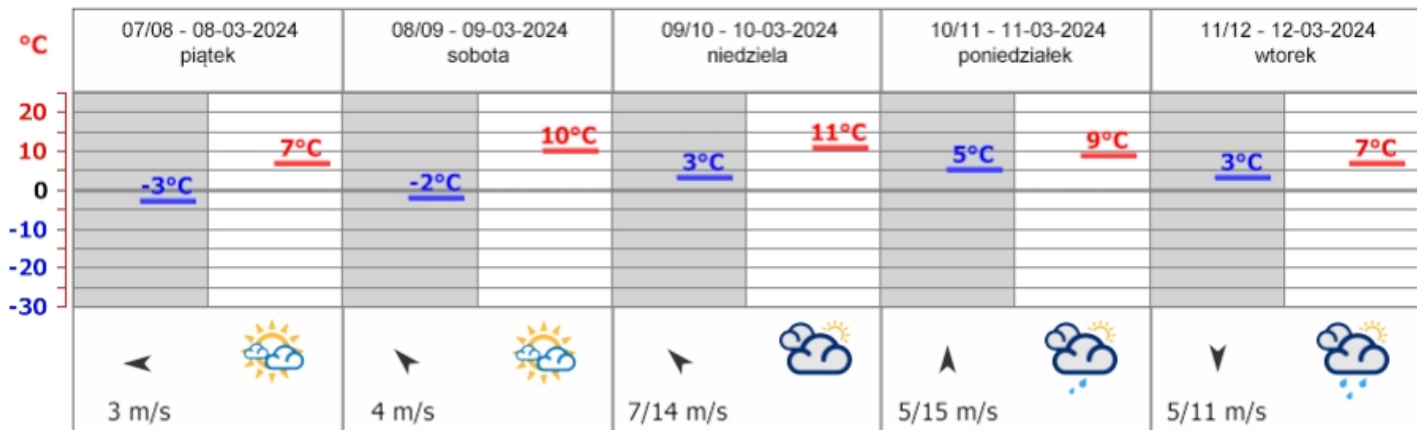 °C
07/08 - 08-03-2024
piątek
08/09 - 09-03-2024
sobota
09/10 - 10-03-2024
niedziela
10/11 - 11-03-2024
poniedziałek
11/12 - 12-03-2024
wtorek
20
10
0
-10
-20
-30
-3°C
7°C
-2°C
10°C
3°C
11°C
5°C
9°C
3°C
7°C
3 m/s
4 m/s
7/14 m/s
5/15 m/s
5/11 m/s